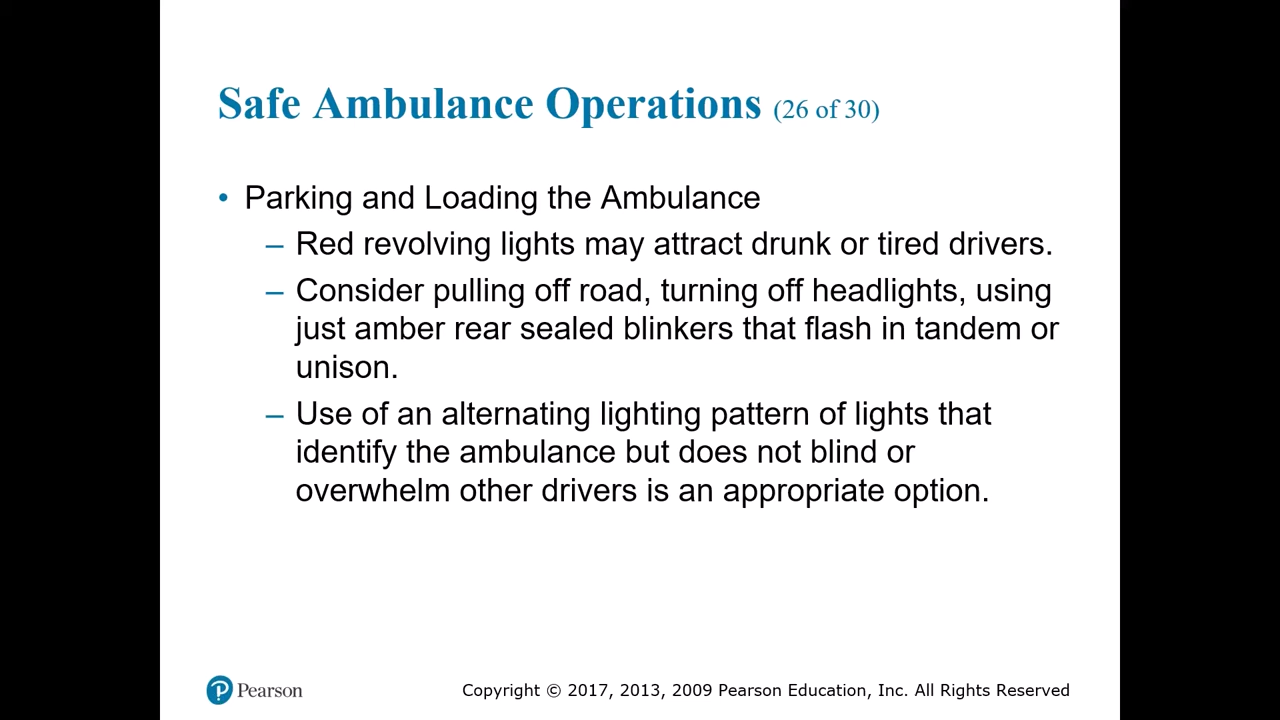 Safe Ambulance Operations (26 of 30)
• Parking and Loading the Ambulance
– Red revolving lights may attract drunk or tired drivers.
– Consider pulling off road, turning off headlights, using
just amber rear sealed blinkers that flash in tandem or
unison.
– Use of an alternating lighting pattern of lights that
identify the ambulance but does not blind or
overwhelm other drivers is an appropriate option.
Pearson
Copyright © 2017, 2013, 2009 Pearson Education, Inc. All Rights Reserved